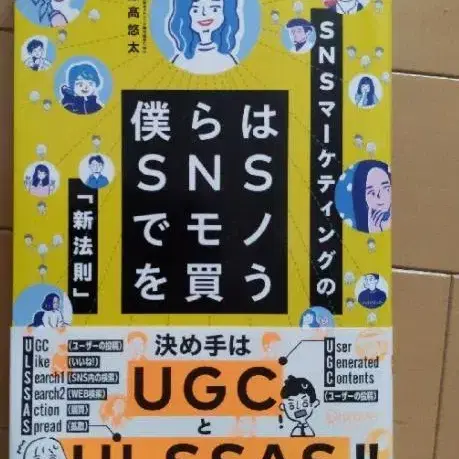 高悠太
SNSマーケティングの
「新法則」
僕らは
SNS
でモノ
を買う
UGC(ユーザーの投稿)
Like(いいね!)
Search1(SNS内の検索)
Search2(WEB検索)
Action(購買)
Spread(拡散)
決め手は
UGC
と
ULSSAS!!
User
Generated
Contents
(ユーザーの投稿)